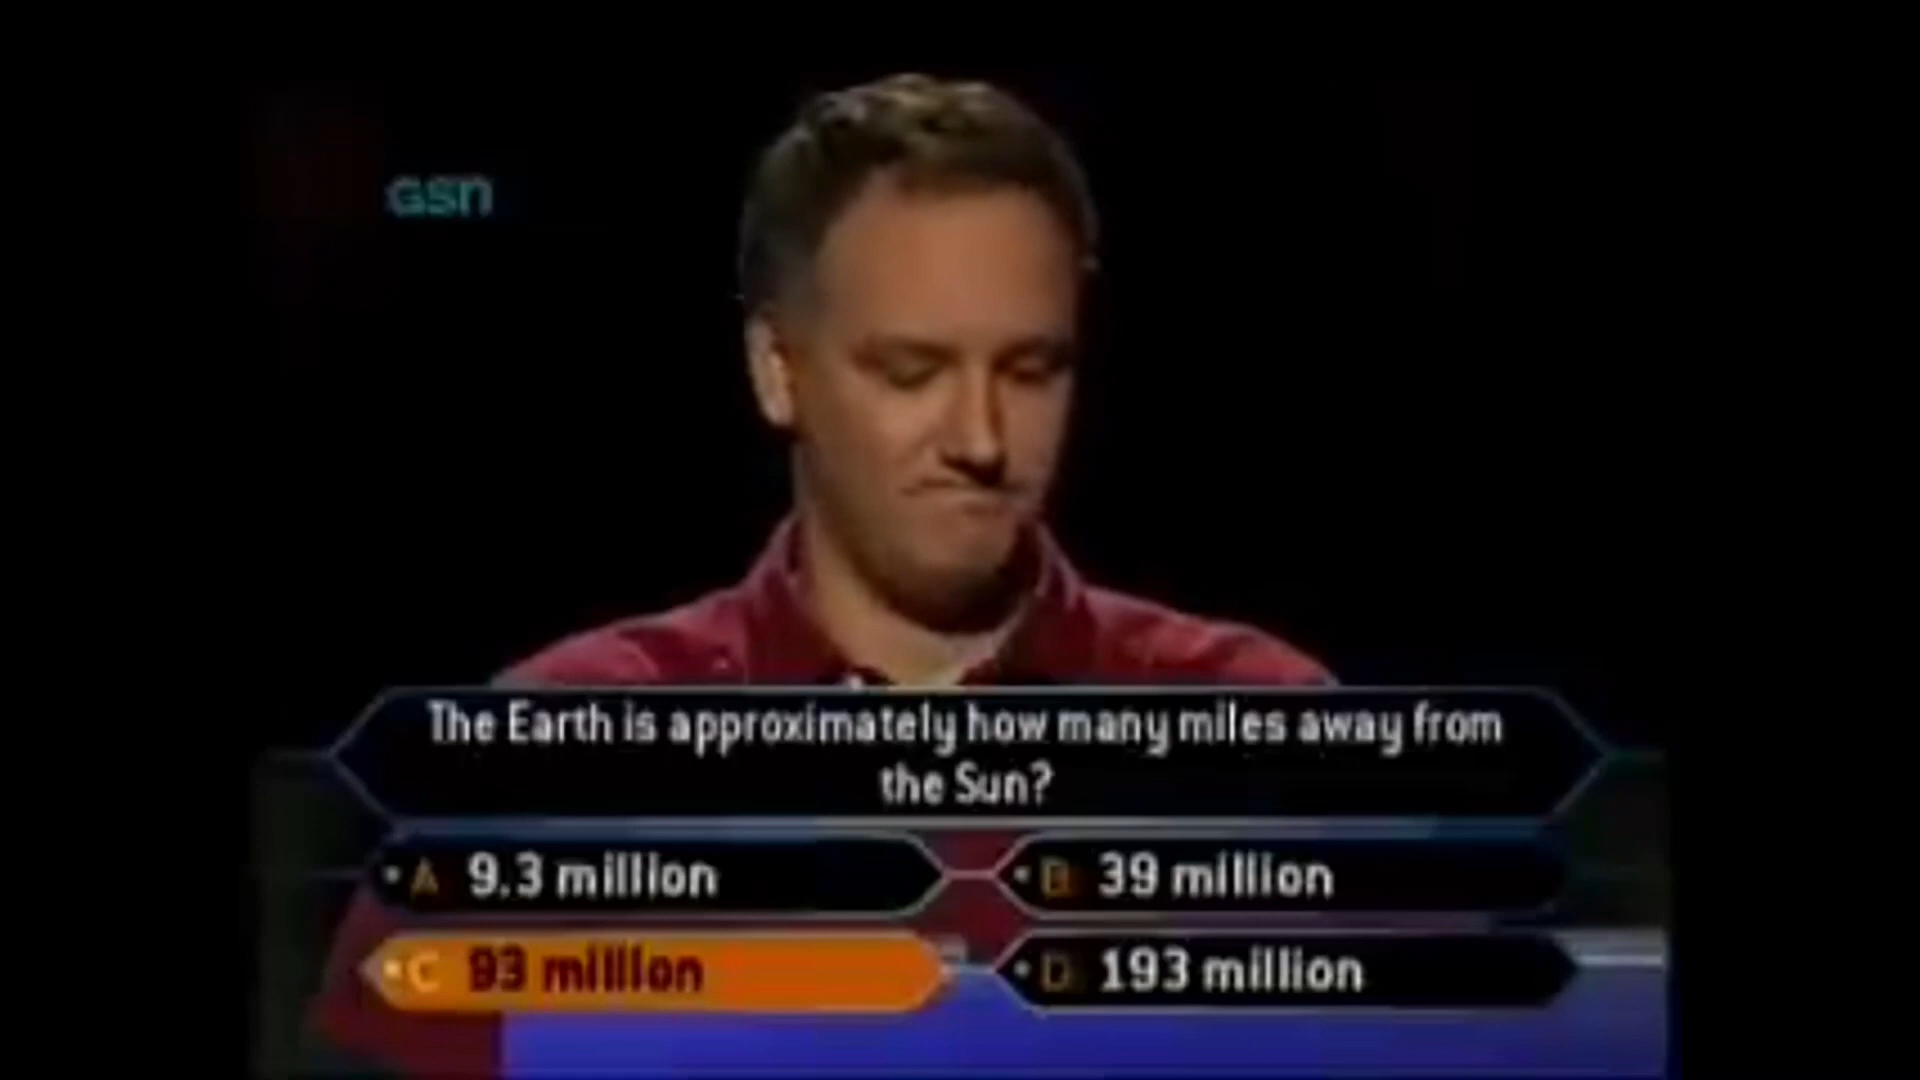 GSN
The Earth is approximately how many miles away from
the Sun?
A: 9.3 million
B: 39 million
C: 93 million
D: 193 million